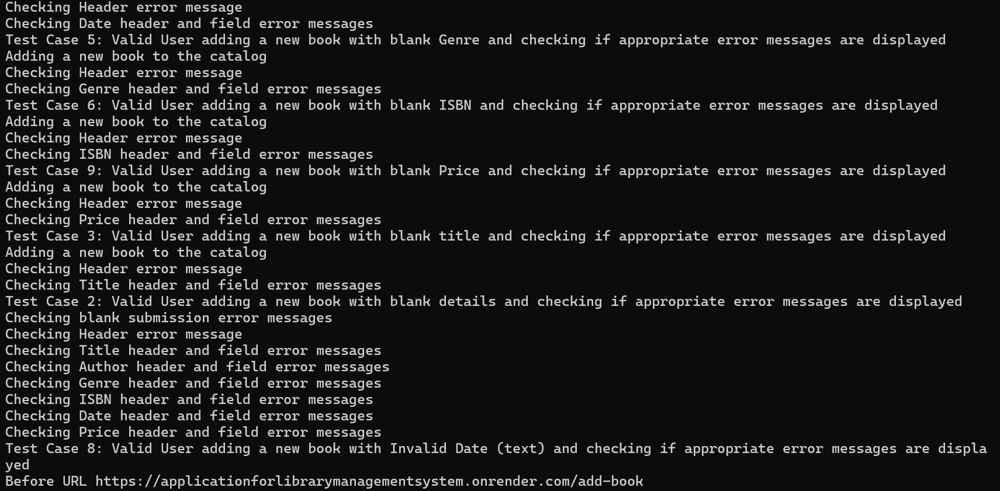 Checking Header error message
Checking Date header and field error messages
Test Case 5: Valid User adding a new book with blank Genre and checking if appropriate error messages are displayed
Adding a new book to the catalog
Checking Header error message
Checking Genre header and field error messages
Test Case 6: Valid User adding a new book with blank ISBN and checking if appropriate error messages are displayed
Adding a new book to the catalog
Checking Header error message
Checking ISBN header and field error messages
Test Case 9: Valid User adding a new book with blank Price and checking if appropriate error messages are displayed
Adding a new book to the catalog
Checking Header error message
Checking Price header and field error messages
Test Case 3: Valid User adding a new book with blank title and checking if appropriate error messages are displayed
Adding a new book to the catalog
Checking Header error message
Checking Title header and field error messages
Test Case 2: Valid User adding a new book with blank details and checking if appropriate error messages are displayed
Checking blank submission error messages
Checking Header error message
Checking Title header and field error messages
Checking Author header and field error messages
Checking Genre header and field error messages
Checking ISBN header and field error messages
Checking Date header and field error messages
Checking Price header and field error messages
Test Case 8: Valid User adding a new book with Invalid Date (text) and checking if appropriate error messages are displa
yed
Before URL https://applicationforlibrarymanagementsystem.onrender.com/add-book